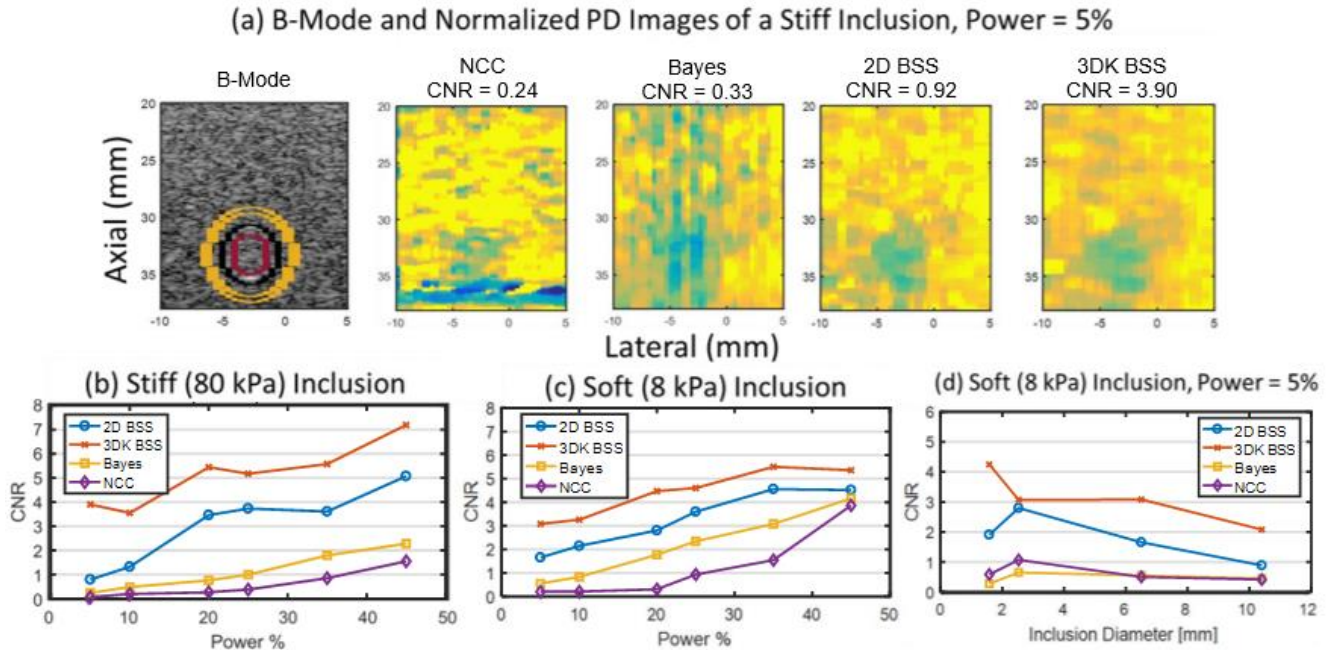 (a) B-Mode and Normalized PD Images of a Stiff Inclusion, Power = 5%
B-Mode
NCC
CNR = 0.24
Bayes
CNR = 0.33
2D BSS
CNR = 0.92
3DK BSS
CNR = 3.90
Axial (mm)
20
25
30
35
-10
-5
0
5
20
25
30
35
-10
-5
0
5
20
25
30
35
-10
-5
0
5
20
25
30
35
-10
-5
0
5
20
25
30
35
-10
-5
0
5
Lateral (mm)
(b) Stiff (80 kPa) Inclusion
CNR
8
7
6
5
4
3
2
1
0
2D BSS
3DK BSS
Bayes
NCC
0
10
20
30
40
50
Power %
(c) Soft (8 kPa) Inclusion
CNR
8
7
6
5
4
3
2
1
0
2D BSS
3DK BSS
Bayes
NCC
0
10
20
30
40
50
Power %
(d) Soft (8 kPa) Inclusion, Power = 5%
CNR
6
5
4
3
2
1
0
2D BSS
3DK BSS
Bayes
NCC
0
2
4
6
8
10
12
Inclusion Diameter [mm]